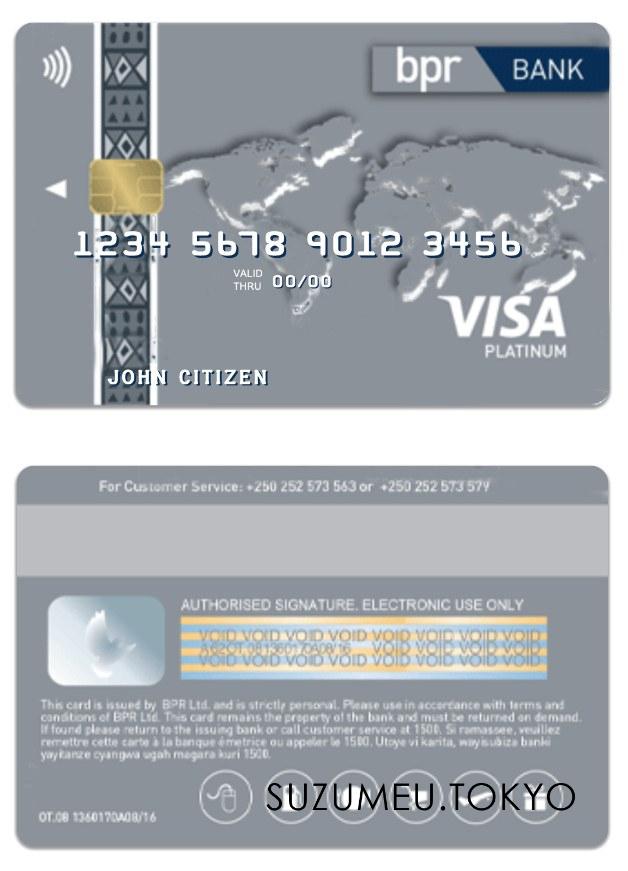 bpr BANK
1234 5678 9012 3456
VALID
THRU 00/00
VISA
PLATINUM
JOHN CITIZEN
For Customer Service: +250 252 573 563 or +250 252 573 579
AUTHORISED SIGNATURE. ELECTRONIC USE ONLY
VOID VOID VOID VOID VOID VOID VOID VOID
VOID VOID VOID VOID VOID VOID VOID VOID
This card is issued by BPR Ltd. and is strictly personal. Please use in accordance with terms and
conditions of BPR Ltd. This card remains the property of the bank and must be returned on demand.
If found please return to the issuing bank or call customer service at 1500. Si ramassee, veuillez
remettre cette carte à la banque émetrice ou appeler le 1500. Utoye vi karita, wayisubiza banki
yayitanze cyangwa ugah magara kuri 1500.
SUZUMEU.TOKYO
OT.08 1360170A08/16